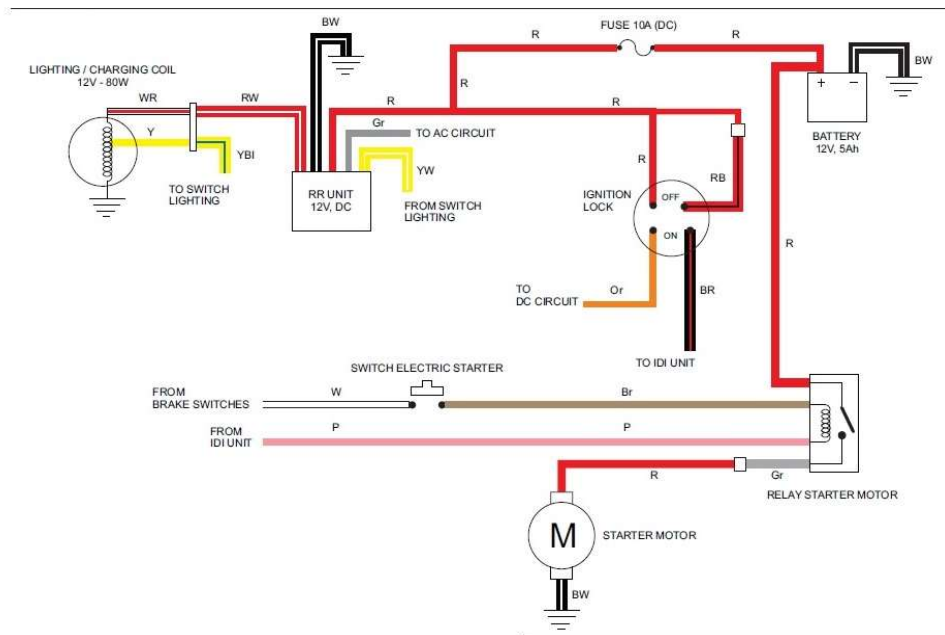 FUSE 10A (DC)
BW
R
R
BW
LIGHTING / CHARGING COIL
12V - 80W
WR
RW
R
R
R
+
−
Y
Gr
TO AC CIRCUIT
BATTERY
12V, 5Ah
YBI
YW
R
RB
TO SWITCH
LIGHTING
RR UNIT
12V, DC
FROM SWITCH
LIGHTING
IGNITION
LOCK
OFF
ON
R
TO
DC CIRCUIT
Or
BR
TO IDI UNIT
SWITCH ELECTRIC STARTER
FROM
BRAKE SWITCHES
W
Br
FROM
IDI UNIT
P
P
R
Gr
RELAY STARTER MOTOR
M
STARTER MOTOR
BW